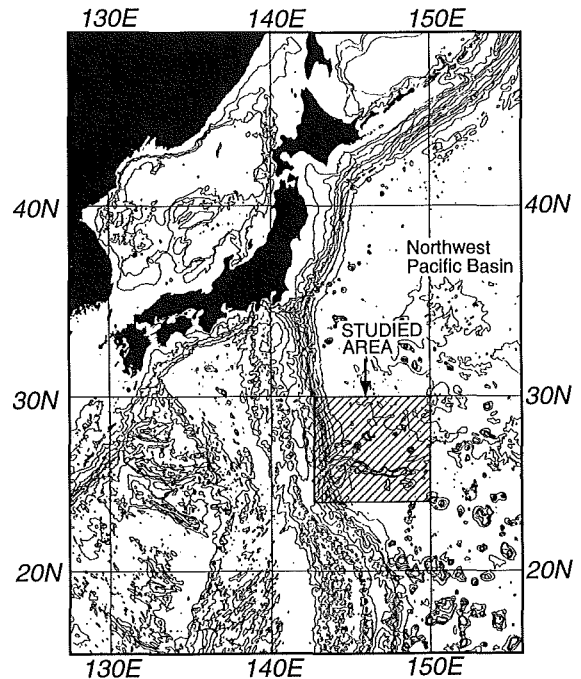 130E 140E 150E
40N 40N
Northwest
Pacific Basin
STUDIED
AREA
30N 30N
20N 20N
130E 140E 150E